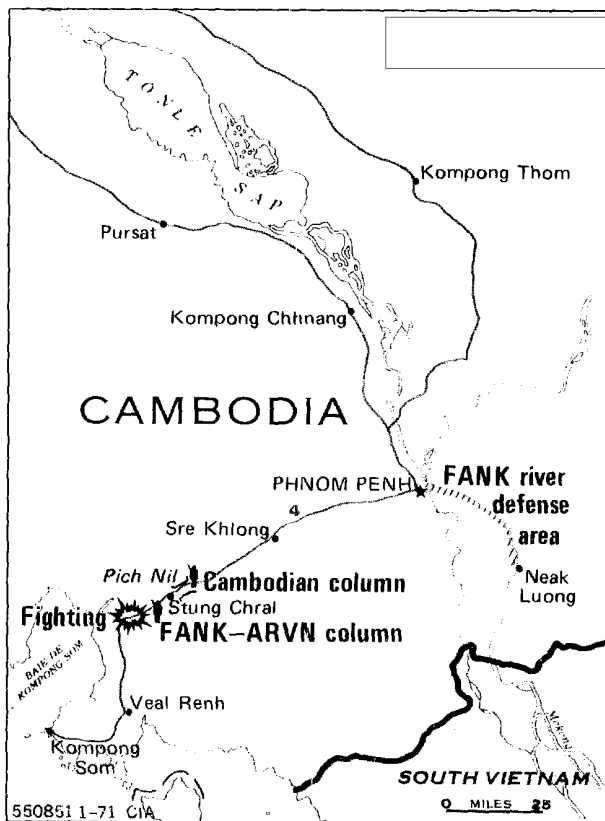 TONLE
SAP
Kompong Thom
Pursat
Kompong Chhnang
CAMBODIA
PHNOM PENH
FANK river
defense
area
4
Sre Khlong
Neak
Luong
Pich Nil
Cambodian column
Stung Chral
Fighting
FANK-ARVN column
BAIE DE
KOMPONG SOM
Veal Renh
Kompong
Som
Mekong
SOUTH VIETNAM
550851 1-71 CIA
0 MILES 25